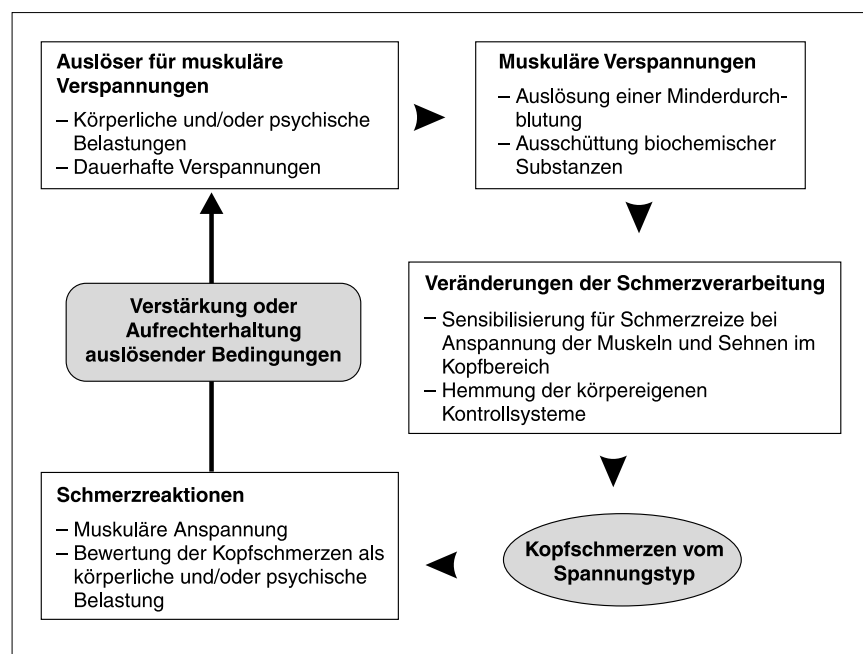 Auslöser für muskuläre
Verspannungen
– Körperliche und/oder psychische
Belastungen
– Dauerhafte Verspannungen
Muskuläre Verspannungen
– Auslösung einer Minderdurch-
blutung
– Ausschüttung biochemischer
Substanzen
Veränderungen der Schmerzverarbeitung
– Sensibilisierung für Schmerzreize bei
Anspannung der Muskeln und Sehnen im
Kopfbereich
– Hemmung der körpereigenen
Kontrollsysteme
Kopfschmerzen vom
Spannungstyp
Schmerzreaktionen
– Muskuläre Anspannung
– Bewertung der Kopfschmerzen als
körperliche und/oder psychische
Belastung
Verstärkung oder
Aufrechterhaltung
auslösender Bedingungen